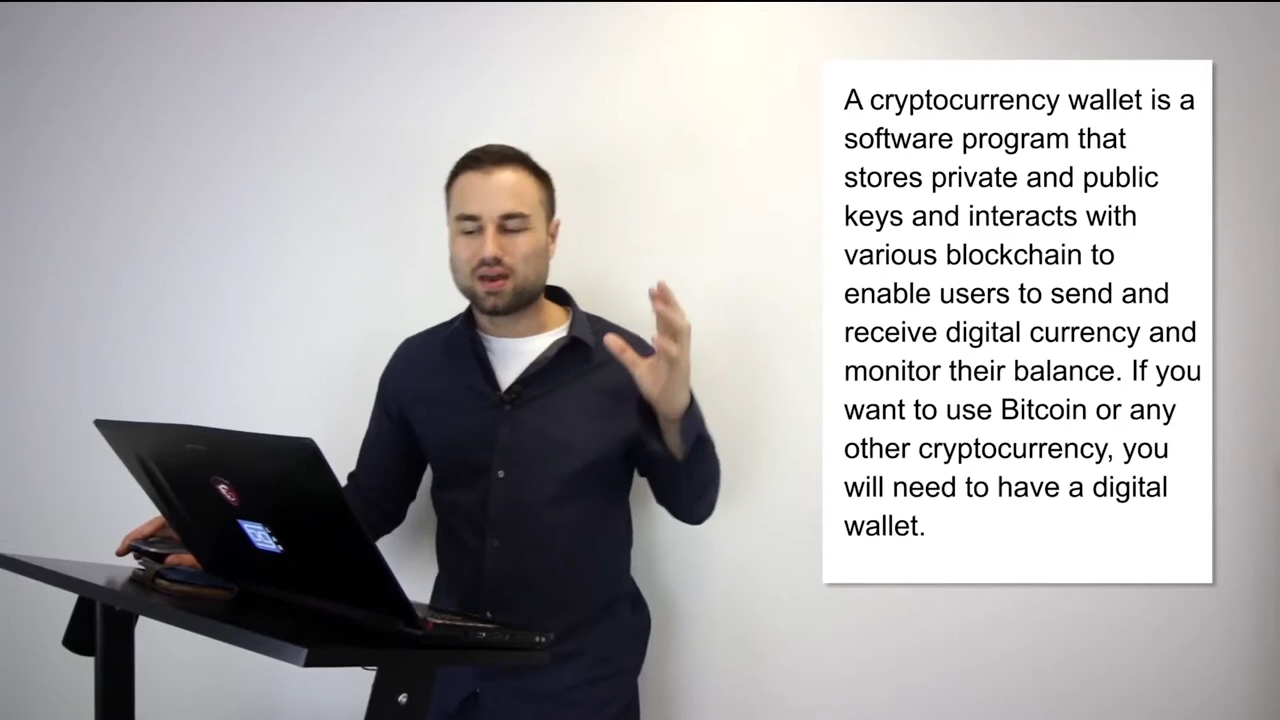 A cryptocurrency wallet is a
software program that
stores private and public
keys and interacts with
various blockchain to
enable users to send and
receive digital currency and
monitor their balance. If you
want to use Bitcoin or any
other cryptocurrency, you
will need to have a digital
wallet.